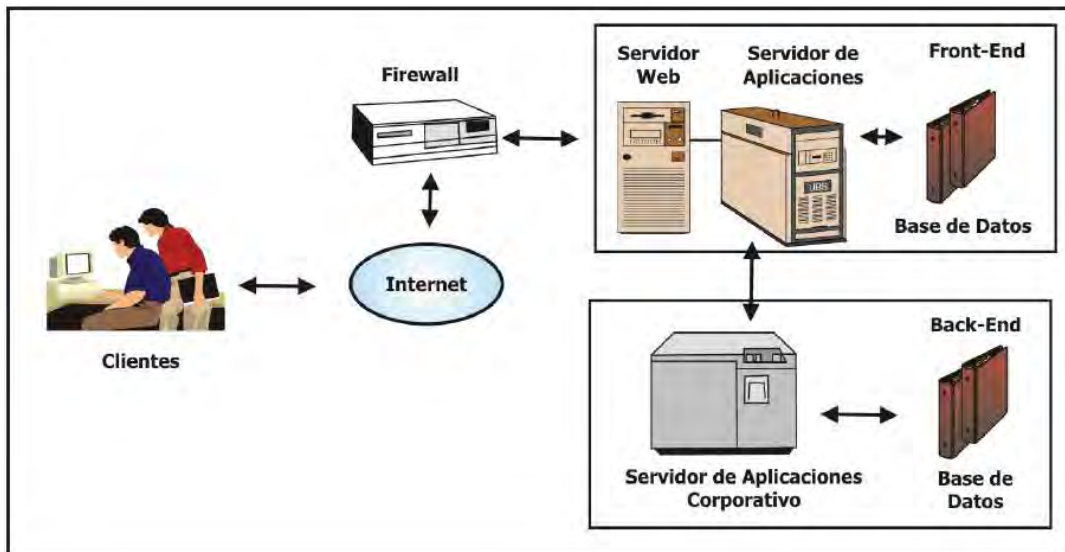 Servidor
Web
Servidor de
Aplicaciones
Front-End
Firewall
Base de Datos
Internet
Clientes
Back-End
Servidor de Aplicaciones
Corporativo
Base de
Datos